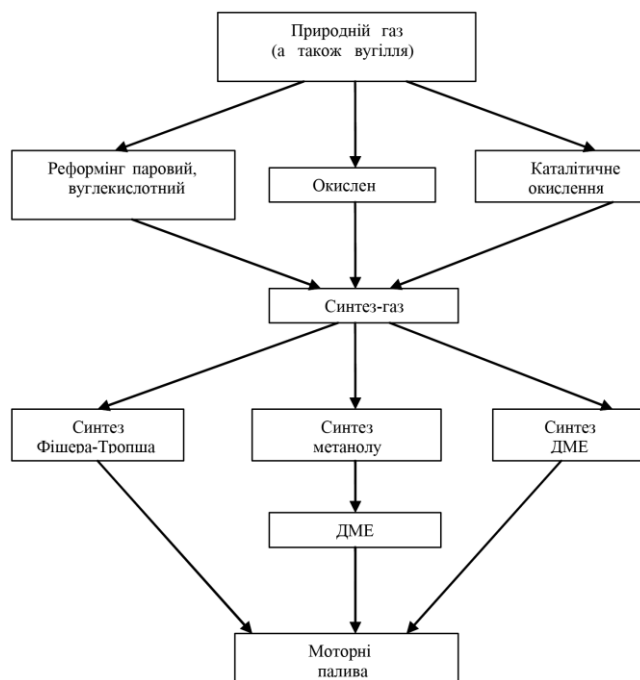 Природній газ
(а також вугілля)
Реформінг паровий,
вуглекислотний
Окислен
Каталітичне
окислення
Синтез-газ
Синтез
Фішера-Тропша
Синтез
метанолу
Синтез
ДМЕ
ДМЕ
Моторні
палива